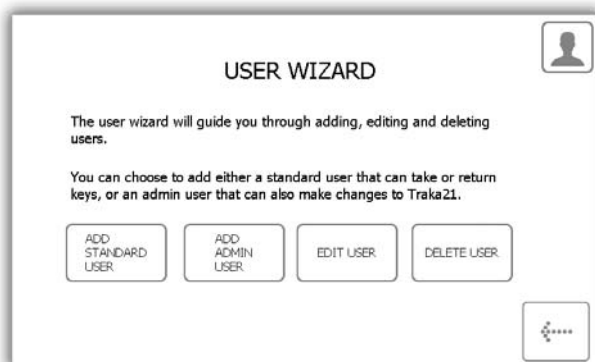 USER WIZARD
The user wizard will guide you through adding, editing and deleting
users.
You can choose to add either a standard user that can take or return
keys, or an admin user that can also make changes to Traka21.
ADD
STANDARD
USER
ADD
ADMIN
USER
EDIT USER
DELETE USER